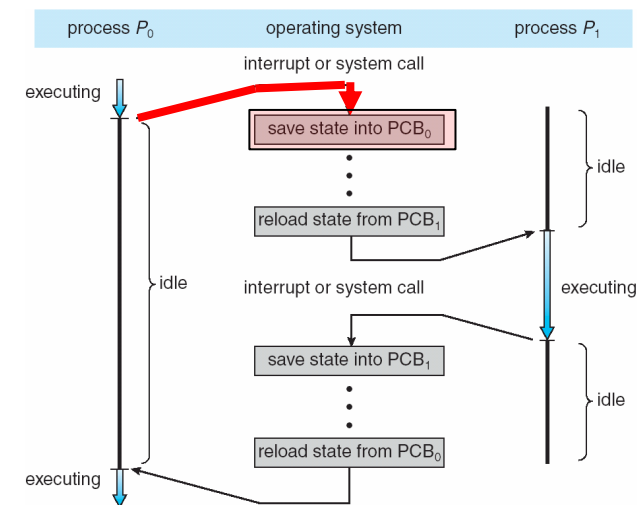 process P₀ operating system process P₁
interrupt or system call
executing
save state into PCB₀
idle
reload state from PCB₁
idle
interrupt or system call
executing
save state into PCB₁
idle
reload state from PCB₀
executing